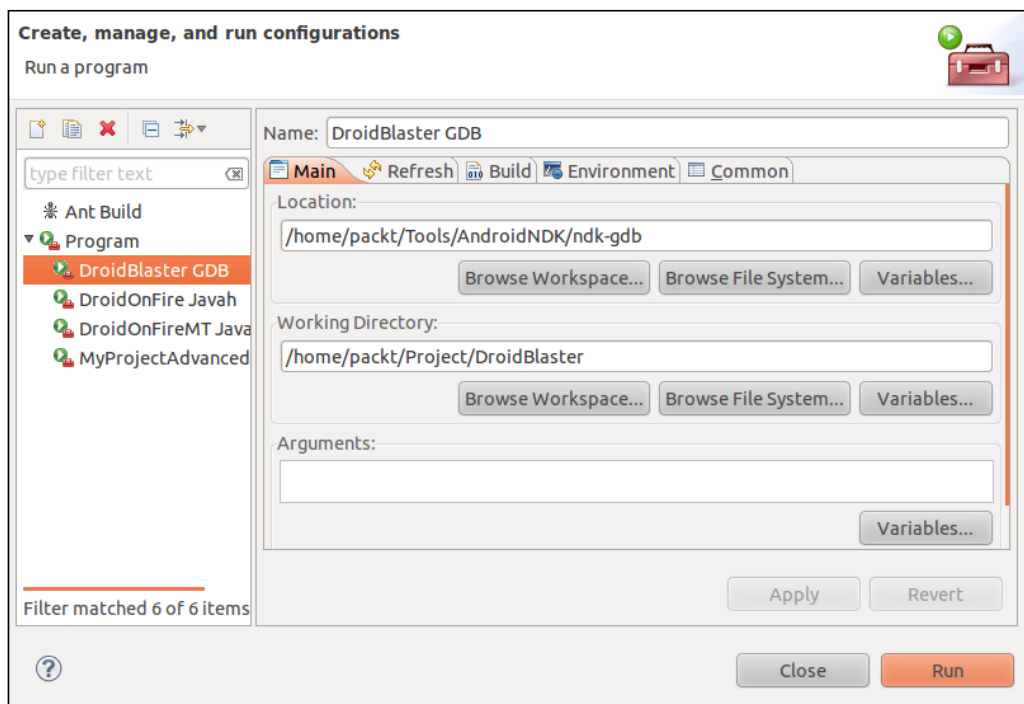 Create, manage, and run configurations
Run a program
type filter text
Ant Build
Program
DroidBlaster GDB
DroidOnFire Javah
DroidOnFireMT Java
MyProjectAdvanced
Filter matched 6 of 6 items
Name: DroidBlaster GDB
Main Refresh Build Environment Common
Location:
/home/packt/Tools/AndroidNDK/ndk-gdb
Browse Workspace... Browse File System... Variables...
Working Directory:
/home/packt/Project/DroidBlaster
Browse Workspace... Browse File System... Variables...
Arguments:
Variables...
Apply Revert
Close Run